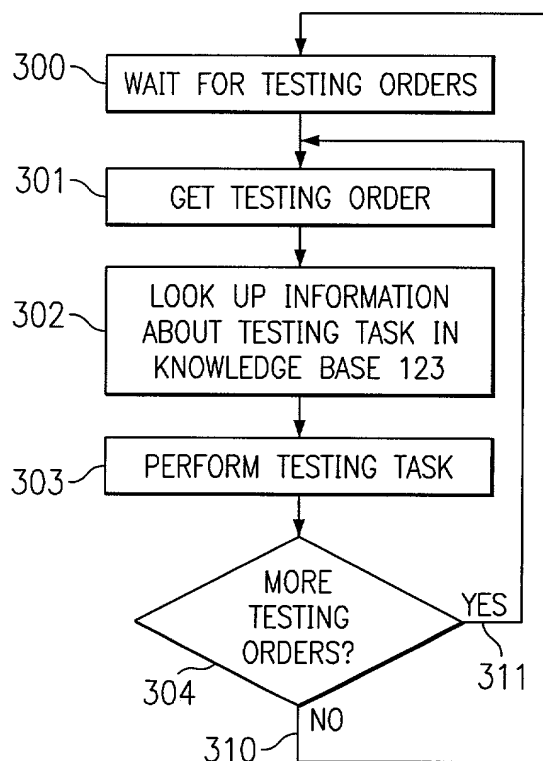 300
WAIT FOR TESTING ORDERS
301
GET TESTING ORDER
302
LOOK UP INFORMATION
ABOUT TESTING TASK IN
KNOWLEDGE BASE 123
303
PERFORM TESTING TASK
MORE
TESTING
ORDERS?
YES
304
311
310
NO